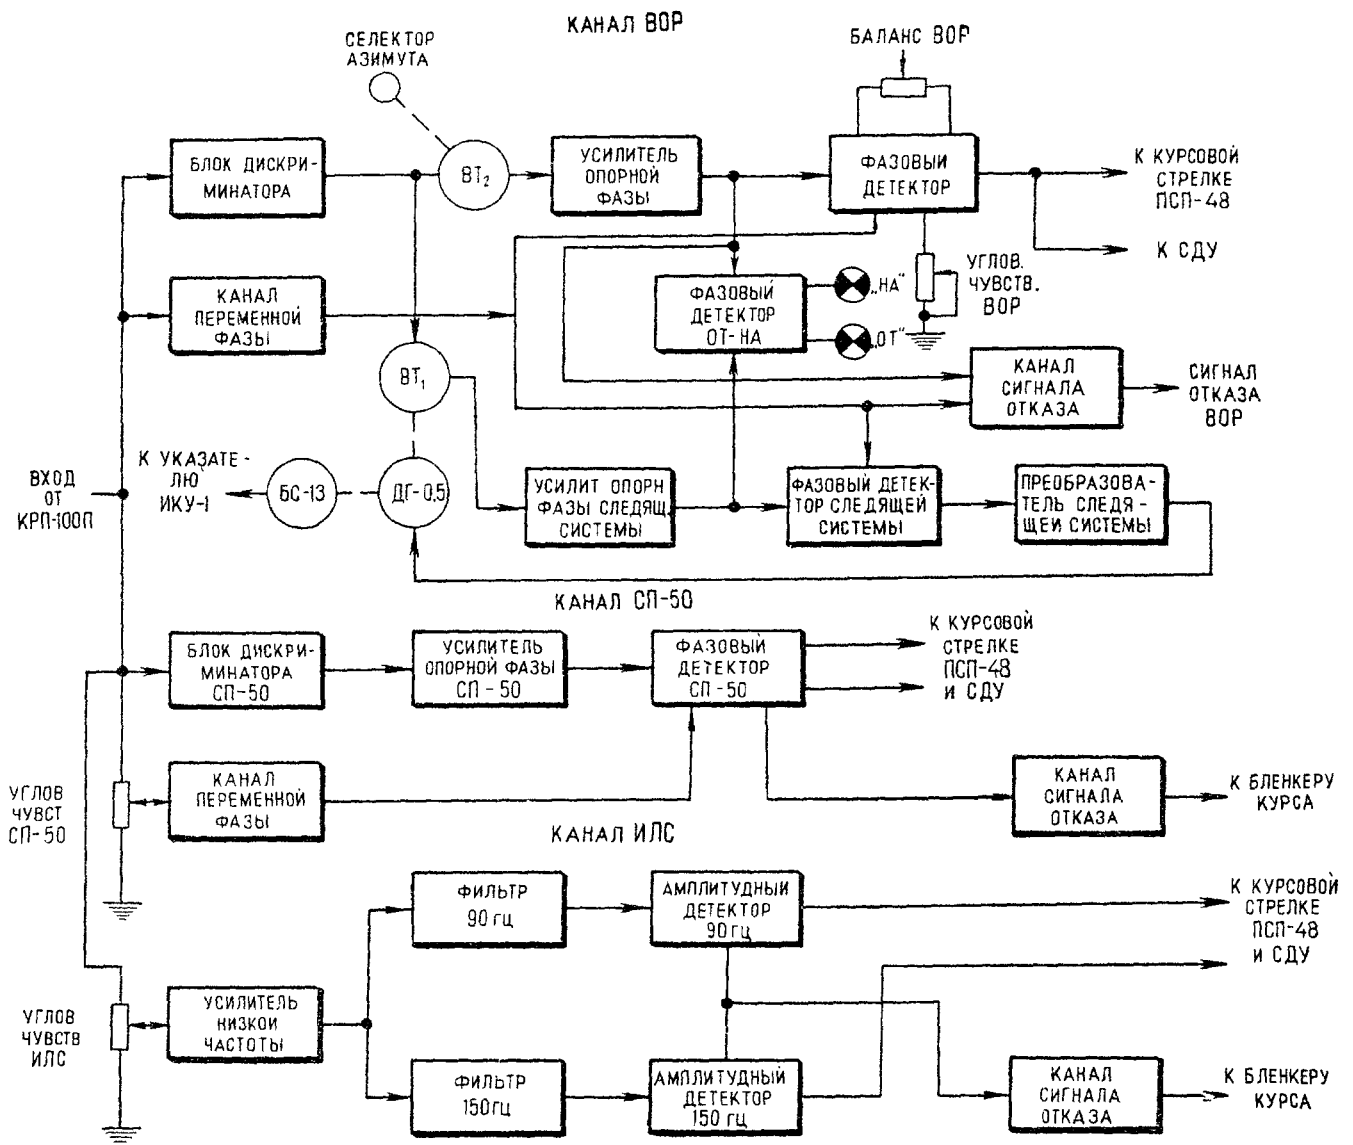 КАНАЛ ВОР
СЕЛЕКТОР
АЗИМУТА
БАЛАНС ВОР
БЛОК ДИСКРИ-
МИНАТОРА
ВТ₂
УСИЛИТЕЛЬ
ОПОРНОЙ
ФАЗЫ
ФАЗОВЫЙ
ДЕТЕКТОР
К КУРСОВОЙ
СТРЕЛКЕ
ПСП-48
К СДУ
КАНАЛ
ПЕРЕМЕННОЙ
ФАЗЫ
ФАЗОВЫЙ
ДЕТЕКТОР
ОТ-НА
„НА"
„ОТ"
УГЛОВ.
ЧУВСТВ.
ВОР
ВТ₁
КАНАЛ
СИГНАЛА
ОТКАЗА
СИГНАЛ
ОТКАЗА
ВОР
ВХОД
ОТ
КРП-100П
К УКАЗАТЕ-
ЛЮ
ИКУ-1
БС-13
ДГ-0,5
УСИЛИТ ОПОРН
ФАЗЫ СЛЕДЯЩ.
СИСТЕМЫ
ФАЗОВЫЙ ДЕТЕК-
ТОР СЛЕДЯЩЕЙ
СИСТЕМЫ
ПРЕОБРАЗОВА-
ТЕЛЬ СЛЕДЯ-
ЩЕЙ СИСТЕМЫ
КАНАЛ СП-50
БЛОК ДИСКРИ-
МИНАТОРА
СП-50
УСИЛИТЕЛЬ
ОПОРНОЙ ФАЗЫ
СП-50
ФАЗОВЫЙ
ДЕТЕКТОР
СП-50
К КУРСОВОЙ
СТРЕЛКЕ
ПСП-48
И СДУ
УГЛОВ
ЧУВСТ
СП-50
КАНАЛ
ПЕРЕМЕННОЙ
ФАЗЫ
КАНАЛ
СИГНАЛА
ОТКАЗА
К БЛЕНКЕРУ
КУРСА
КАНАЛ ИЛС
ФИЛЬТР
90 гц
АМПЛИТУДНЫЙ
ДЕТЕКТОР
90 гц
К КУРСОВОЙ
СТРЕЛКЕ
ПСП-48
И СДУ
УГЛОВ
ЧУВСТВ
ИЛС
УСИЛИТЕЛЬ
НИЗКОЙ
ЧАСТОТЫ
ФИЛЬТР
150 гц
АМПЛИТУДНЫЙ
ДЕТЕКТОР
150 гц
КАНАЛ
СИГНАЛА
ОТКАЗА
К БЛЕНКЕРУ
КУРСА